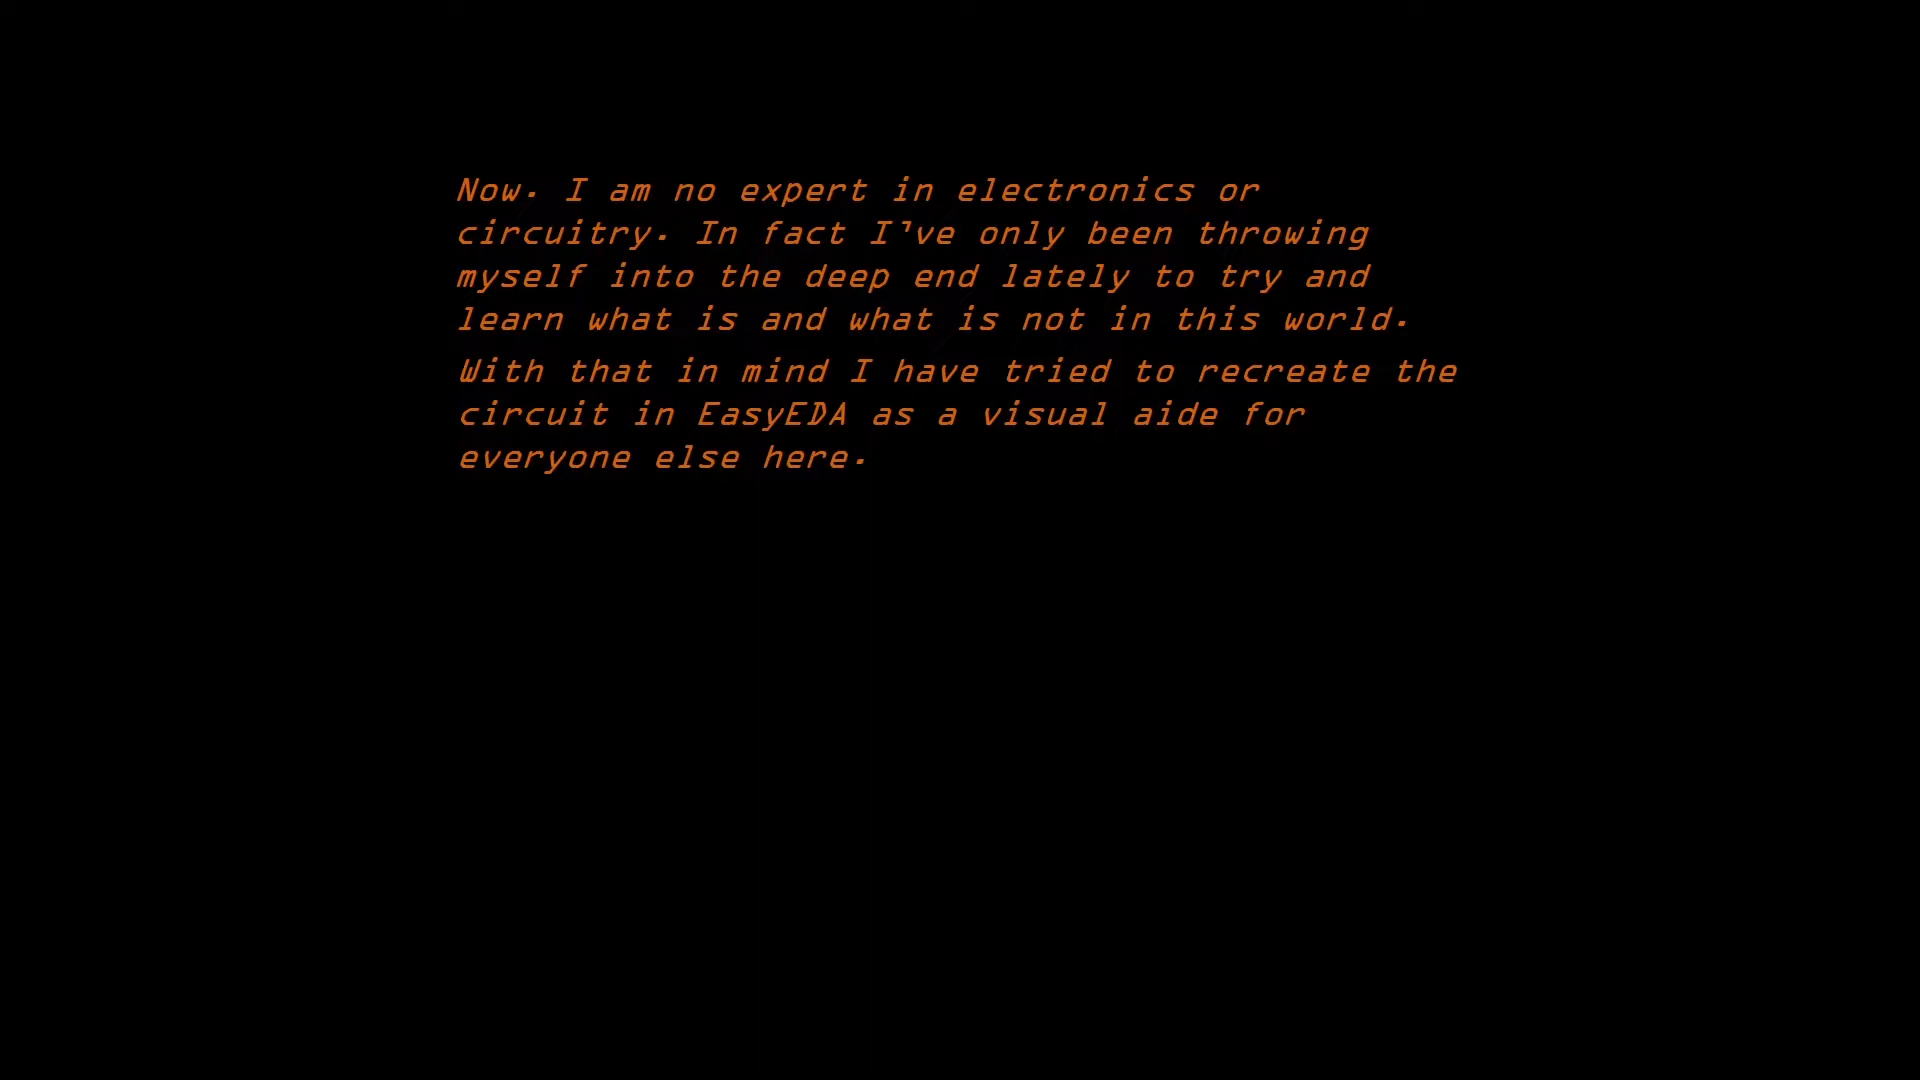 Now. I am no expert in electronics or
circuitry. In fact I've only been throwing
myself into the deep end lately to try and
learn what is and what is not in this world.
With that in mind I have tried to recreate the
circuit in EasyEDA as a visual aide for
everyone else here.